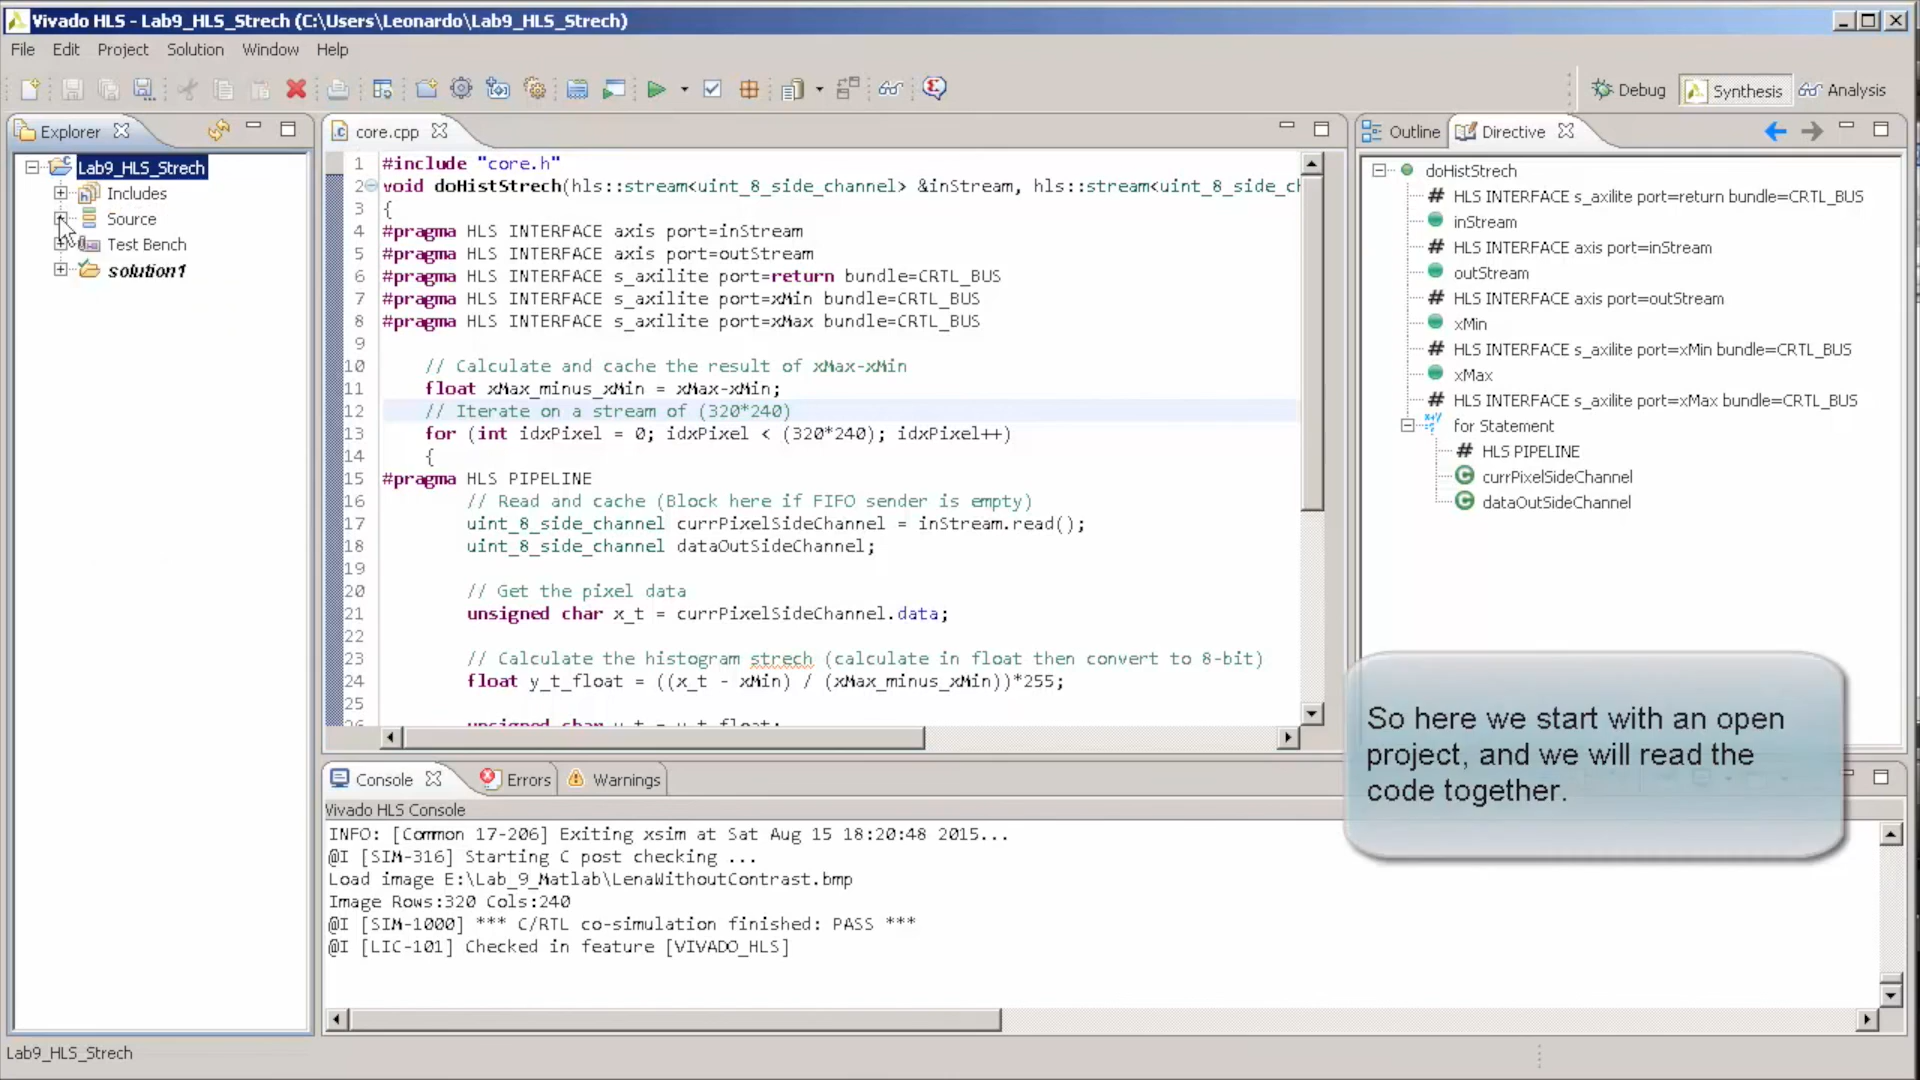 Vivado HLS - Lab9_HLS_Strech (C:\Users\Leonardo\Lab9_HLS_Strech)
File Edit Project Solution Window Help
Debug Synthesis Analysis
Explorer
Lab9_HLS_Strech
Includes
Source
Test Bench
solution1
core.cpp
1 #include "core.h"
2 void doHistStrech(hls::stream<uint_8_side_channel> &inStream, hls::stream<uint_8_side_c
3 {
4 #pragma HLS INTERFACE axis port=inStream
5 #pragma HLS INTERFACE axis port=outStream
6 #pragma HLS INTERFACE s_axilite port=return bundle=CRTL_BUS
7 #pragma HLS INTERFACE s_axilite port=xMin bundle=CRTL_BUS
8 #pragma HLS INTERFACE s_axilite port=xMax bundle=CRTL_BUS
9
10 // Calculate and cache the result of xMax-xMin
11 float xMax_minus_xMin = xMax-xMin;
12 // Iterate on a stream of (320*240)
13 for (int idxPixel = 0; idxPixel < (320*240); idxPixel++)
14 {
15 #pragma HLS PIPELINE
16 // Read and cache (Block here if FIFO sender is empty)
17 uint_8_side_channel currPixelSideChannel = inStream.read();
18 uint_8_side_channel dataOutSideChannel;
19
20 // Get the pixel data
21 unsigned char x_t = currPixelSideChannel.data;
22
23 // Calculate the histogram strech (calculate in float then convert to 8-bit)
24 float y_t_float = ((x_t - xMin) / (xMax_minus_xMin))*255;
25
26 unsigned char y_t = y_t_float;
Outline Directive
doHistStrech
# HLS INTERFACE s_axilite port=return bundle=CRTL_BUS
inStream
# HLS INTERFACE axis port=inStream
outStream
# HLS INTERFACE axis port=outStream
xMin
# HLS INTERFACE s_axilite port=xMin bundle=CRTL_BUS
xMax
# HLS INTERFACE s_axilite port=xMax bundle=CRTL_BUS
for Statement
# HLS PIPELINE
currPixelSideChannel
dataOutSideChannel
So here we start with an open
project, and we will read the
code together.
Console Errors Warnings
Vivado HLS Console
INFO: [Common 17-206] Exiting xsim at Sat Aug 15 18:20:48 2015...
@I [SIM-316] Starting C post checking ...
Load image E:\Lab_9_Matlab\LenaWithoutContrast.bmp
Image Rows:320 Cols:240
@I [SIM-1000] *** C/RTL co-simulation finished: PASS ***
@I [LIC-101] Checked in feature [VIVADO_HLS]
Lab9_HLS_Strech